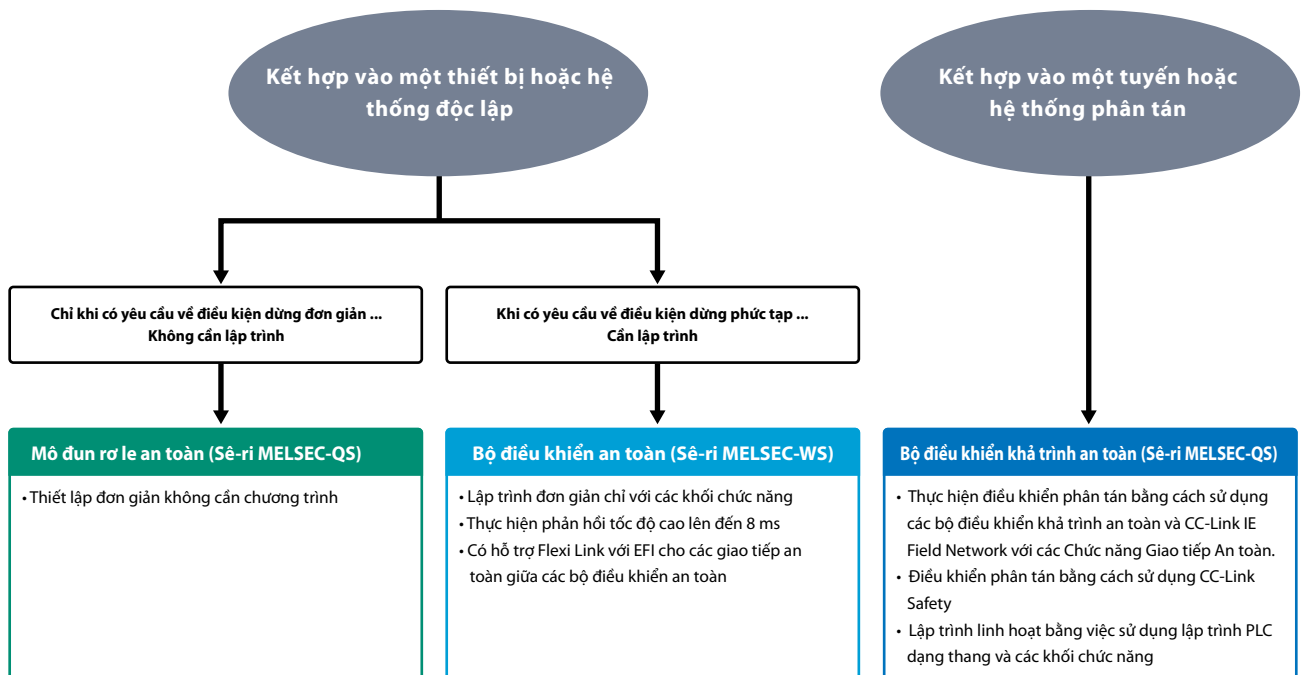 Kết hợp vào một thiết bị hoặc hệ
thống độc lập
Kết hợp vào một tuyến hoặc
hệ thống phân tán
Chỉ khi có yêu cầu về điều kiện dừng đơn giản ...
Không cần lập trình
Khi có yêu cầu về điều kiện dừng phức tạp ...
Cần lập trình
Mô đun rơ le an toàn (Sê-ri MELSEC-QS)
• Thiết lập đơn giản không cần chương trình
Bộ điều khiển an toàn (Sê-ri MELSEC-WS)
• Lập trình đơn giản chỉ với các khối chức năng
• Thực hiện phản hồi tốc độ cao lên đến 8 ms
• Có hỗ trợ Flexi Link với EFI cho các giao tiếp an
toàn giữa các bộ điều khiển an toàn
Bộ điều khiển khả trình an toàn (Sê-ri MELSEC-QS)
• Thực hiện điều khiển phân tán bằng cách sử dụng
các bộ điều khiển khả trình an toàn và CC-Link IE
Field Network với các Chức năng Giao tiếp An toàn.
• Điều khiển phân tán bằng cách sử dụng CC-Link
Safety
• Lập trình linh hoạt bằng việc sử dụng lập trình PLC
dạng thang và các khối chức năng